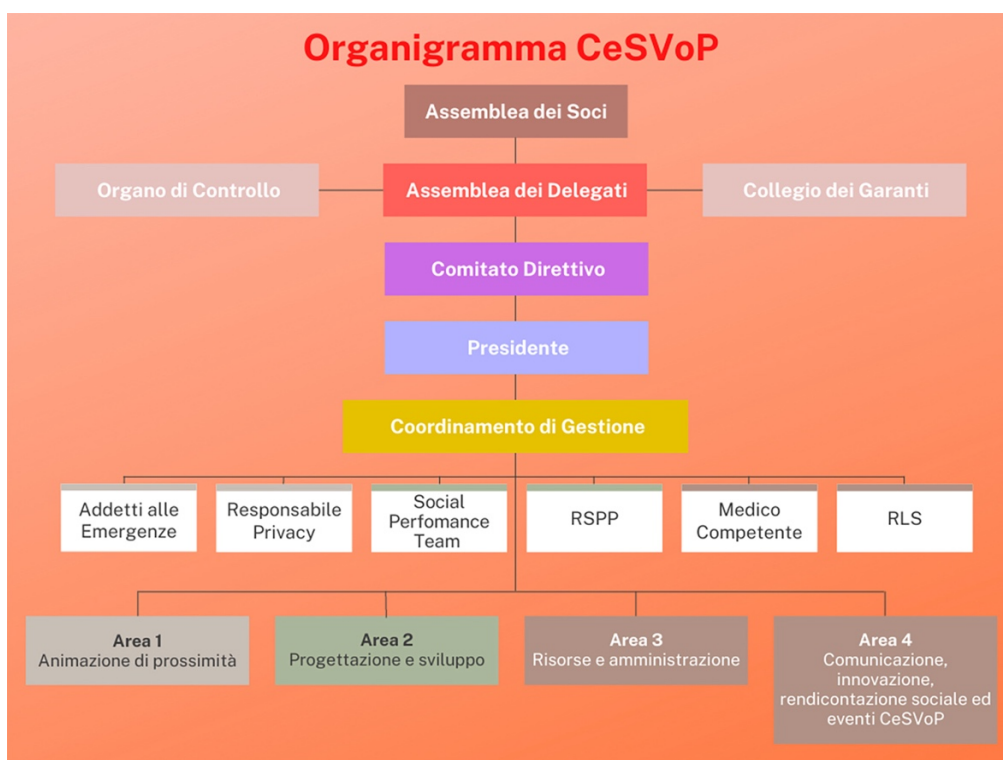 Organigramma CeSVoP
Assemblea dei Soci
Organo di Controllo
Assemblea dei Delegati
Collegio dei Garanti
Comitato Direttivo
Presidente
Coordinamento di Gestione
Addetti alle
Emergenze
Responsabile
Privacy
Social
Perfomance
Team
RSPP
Medico
Competente
RLS
Area 1
Animazione di prossimità
Area 2
Progettazione e sviluppo
Area 3
Risorse e amministrazione
Area 4
Comunicazione,
innovazione,
rendicontazione sociale ed
eventi CeSVoP